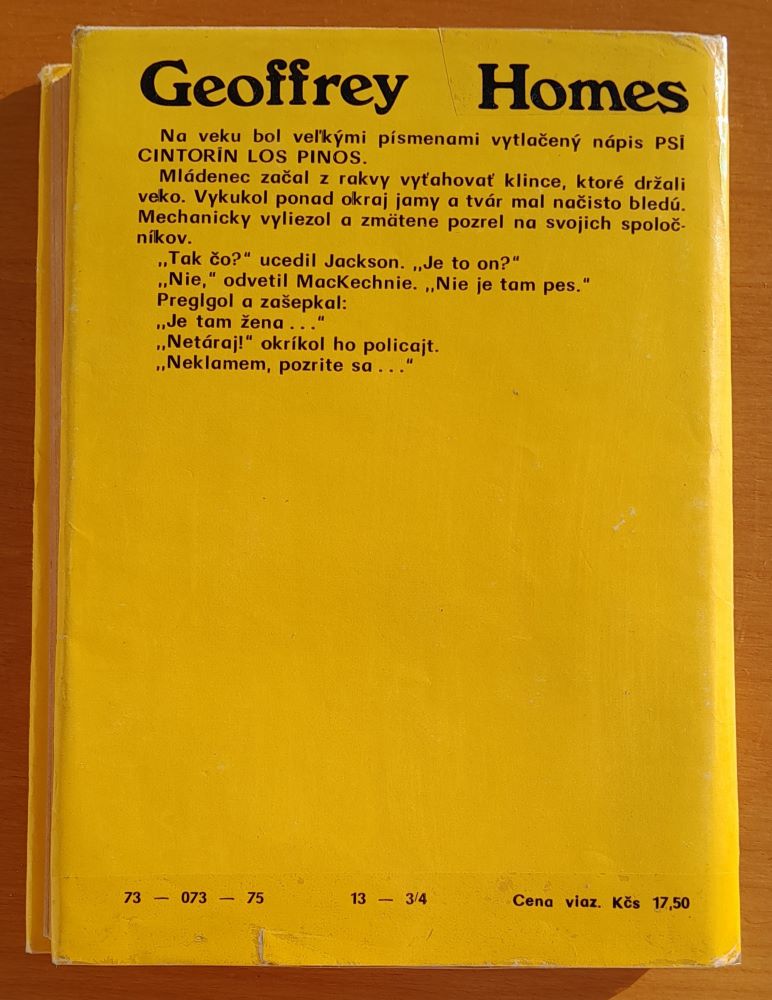 Geoffrey Homes
Na veku bol veľkými písmenami vytlačený nápis PSÍ
CINTORÍN LOS PINOS.
Mládenec začal z rakvy vyťahovať klince, ktoré držali
veko. Vykukol ponad okraj jamy a tvár mal načisto bledú.
Mechanicky vyliezol a zmätene pozrel na svojich spoloč-
níkov.
„Tak čo?“ ucedil Jackson. „Je to on?“
„Nie,“ odvetil MacKechnie. „Nie je tam pes.“
Preglgol a zašepkal:
„Je tam žena ...“
„Netáraj!“ okríkol ho policajt.
„Neklamem, pozrite sa ...“
73 — 073 — 75 13 — 3/4 Cena viaz. Kčs 17,50